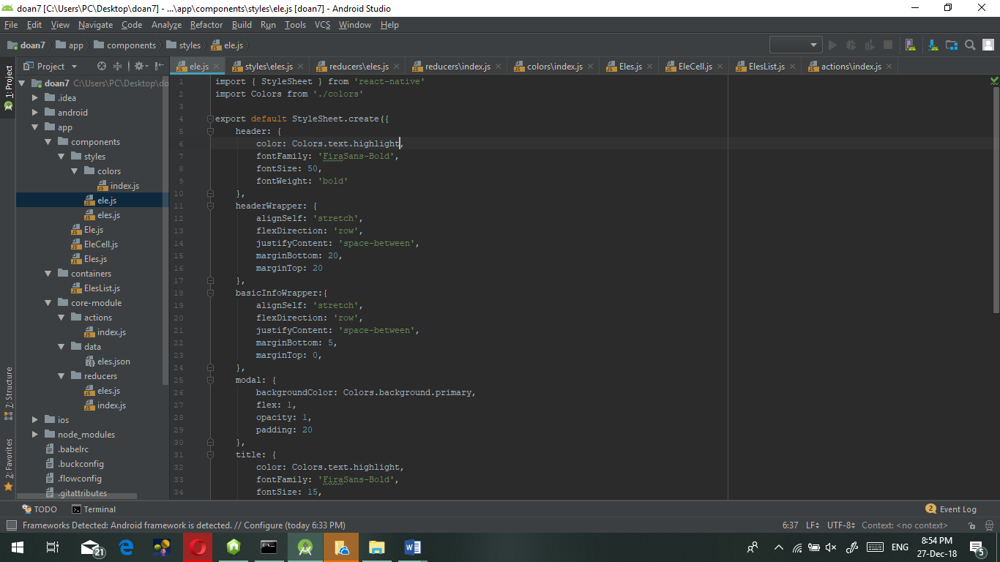 doan7 [C:\Users\PC\Desktop\doan7] - ...\app\components\styles\ele.js [doan7] - Android Studio
File Edit View Navigate Code Analyze Refactor Build Run Tools VCS Window Help
doan7 app components styles ele.js
Project
ele.js styles\eles.js reducers\eles.js reducers\index.js colors\index.js Eles.js EleCell.js ElesList.js actions\index.js
1: Project
7: Structure
2: Favorites
doan7 C:\Users\PC\Desktop\do
.idea
android
app
components
styles
colors
index.js
ele.js
eles.js
Ele.js
EleCell.js
Eles.js
containers
ElesList.js
core-module
actions
index.js
data
eles.json
reducers
eles.js
index.js
ios
node_modules
.babelrc
.buckconfig
.flowconfig
.gitattributes
1 import { StyleSheet } from 'react-native'
2 import Colors from './colors'
3
4 export default StyleSheet.create({
5 header: {
6 color: Colors.text.highlight,
7 fontFamily: 'FiraSans-Bold',
8 fontSize: 50,
9 fontWeight: 'bold'
10 },
11 headerWrapper: {
12 alignSelf: 'stretch',
13 flexDirection: 'row',
14 justifyContent: 'space-between',
15 marginBottom: 20,
16 marginTop: 20
17 },
18 basicInfoWrapper:{
19 alignSelf: 'stretch',
20 flexDirection: 'row',
21 justifyContent: 'space-between',
22 marginBottom: 5,
23 marginTop: 0,
24 },
25 modal: {
26 backgroundColor: Colors.background.primary,
27 flex: 1,
28 opacity: 1,
29 padding: 20
30 },
31 title: {
32 color: Colors.text.highlight,
33 fontFamily: 'FiraSans-Bold',
34 fontSize: 15,
TODO Terminal 2 Event Log
Frameworks Detected: Android framework is detected. // Configure (today 6:33 PM) 6:37 LF UTF-8 Context: <no context>
21 ENG 8:54 PM
27-Dec-18 5